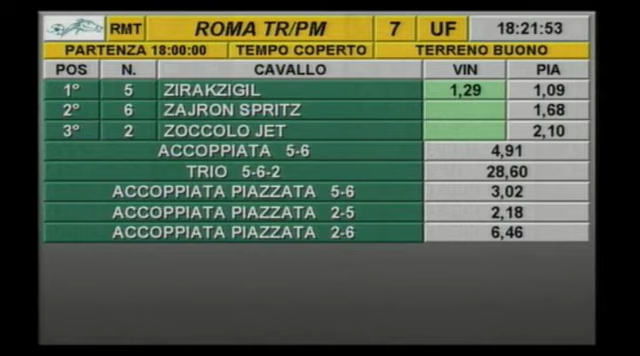 RMT ROMA TR/PM 7 UF 18:21:53
PARTENZA 18:00:00 TEMPO COPERTO TERRENO BUONO
POS N. CAVALLO VIN PIA
1° 5 ZIRAKZIGIL 1,29 1,09
2° 6 ZAJRON SPRITZ 1,68
3° 2 ZOCCOLO JET 2,10
ACCOPPIATA 5-6 4,91
TRIO 5-6-2 28,60
ACCOPPIATA PIAZZATA 5-6 3,02
ACCOPPIATA PIAZZATA 2-5 2,18
ACCOPPIATA PIAZZATA 2-6 6,46